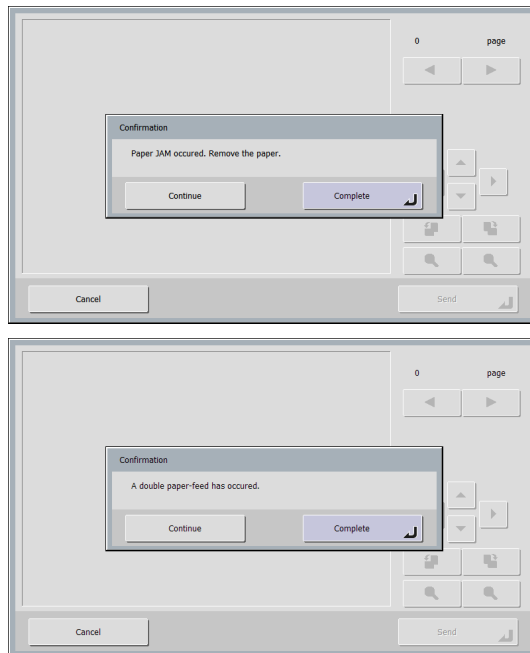 0 page
Confirmation
Paper JAM occured. Remove the paper.
Continue Complete
Cancel Send
0 page
Confirmation
A double paper-feed has occured.
Continue Complete
Cancel Send